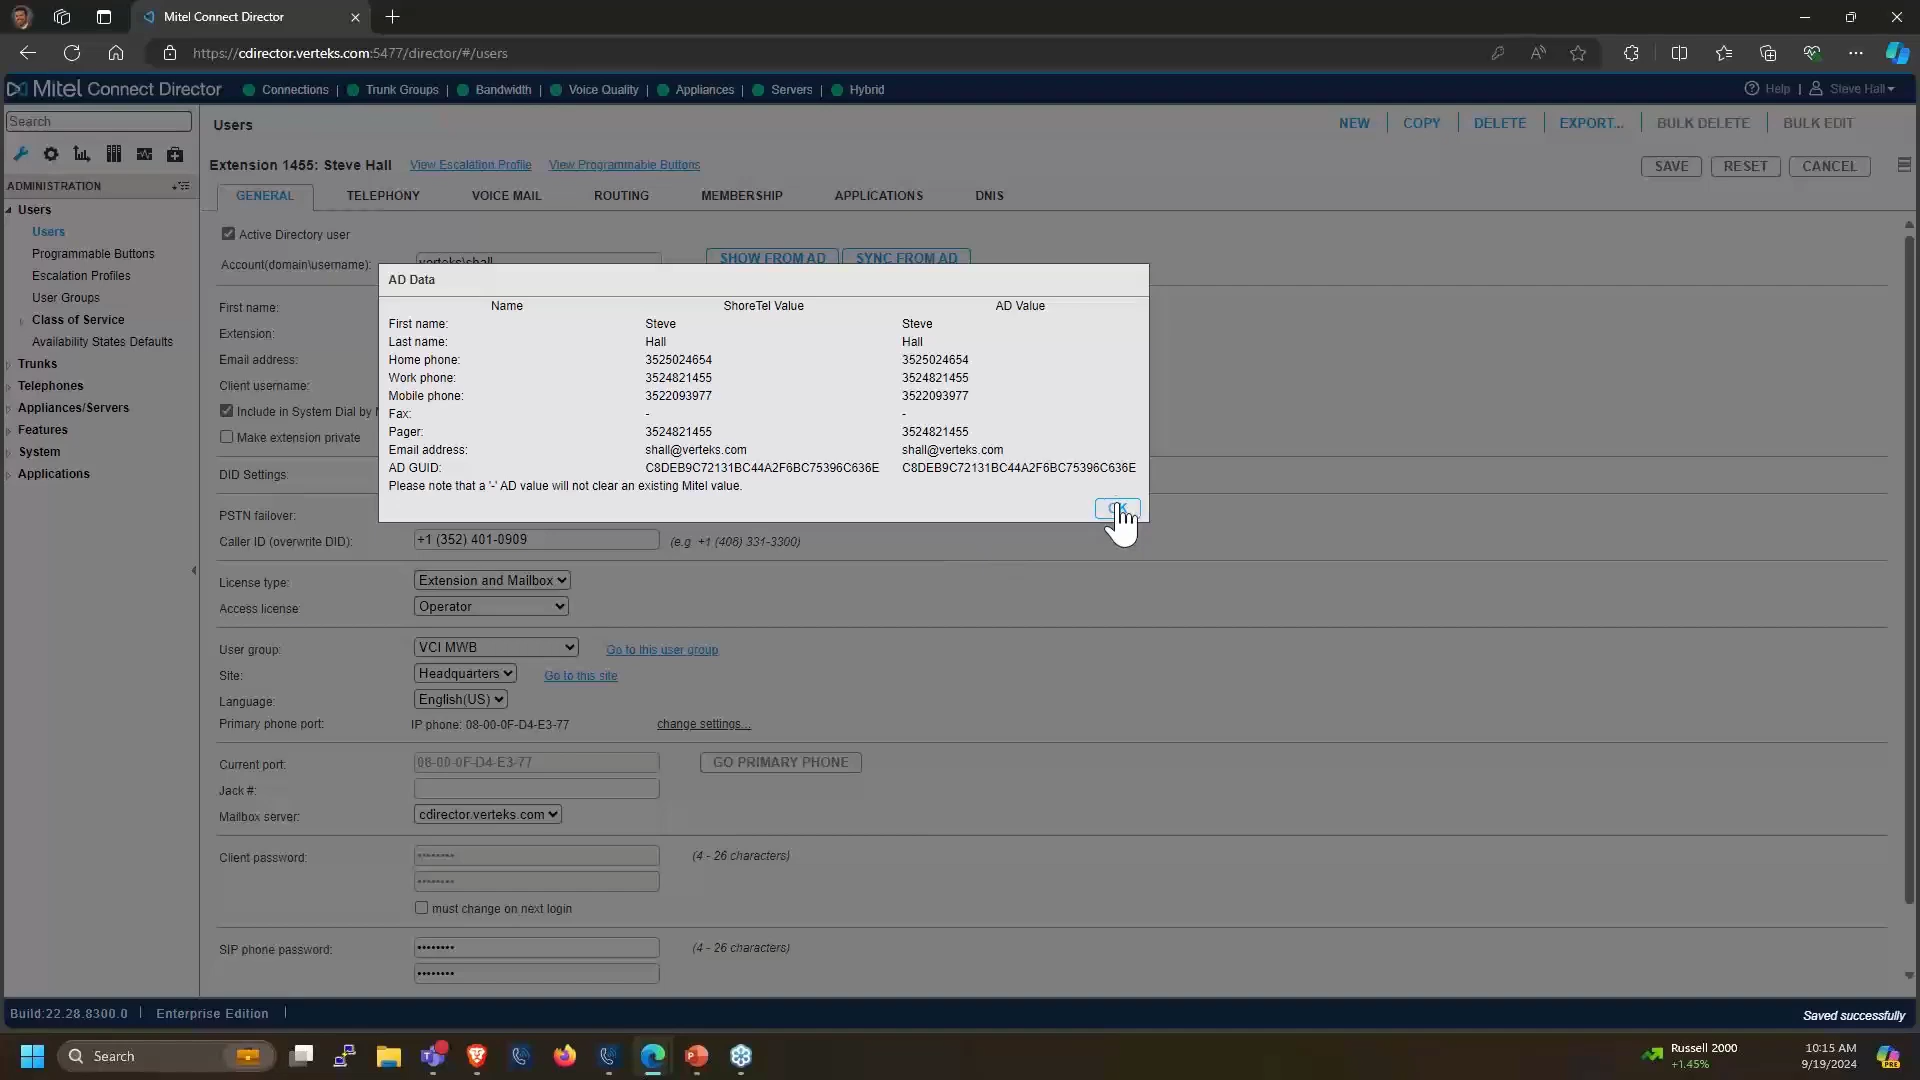 Mitel Connect Director
https://cdirector.verteks.com:5477/director/#/users
Mitel Connect Director
Connections | Trunk Groups | Bandwidth | Voice Quality | Appliances | Servers | Hybrid
Help | Steve Hall
Search
Users
NEW COPY DELETE EXPORT... BULK DELETE BULK EDIT
Extension 1455: Steve Hall View Escalation Profile View Programmable Buttons
SAVE RESET CANCEL
GENERAL TELEPHONY VOICE MAIL ROUTING MEMBERSHIP APPLICATIONS DNIS
ADMINISTRATION
Users
Users
Programmable Buttons
Escalation Profiles
User Groups
Class of Service
Availability States Defaults
Trunks
Telephones
Appliances/Servers
Features
System
Applications
Active Directory user
Account(domain\username): verteks\shall SHOW FROM AD SYNC FROM AD
First name:
Extension:
Email address:
Client username:
Include in System Dial by
Make extension private
DID Settings:
PSTN failover:
AD Data
Name ShoreTel Value AD Value
First name: Steve Steve
Last name: Hall Hall
Home phone: 3525024654 3525024654
Work phone: 3524821455 3524821455
Mobile phone: 3522093977 3522093977
Fax: - -
Pager: 3524821455 3524821455
Email address: shall@verteks.com shall@verteks.com
AD GUID: C8DEB9C72131BC44A2F6BC75396C636E C8DEB9C72131BC44A2F6BC75396C636E
Please note that a '-' AD value will not clear an existing Mitel value.
OK
Caller ID (overwrite DID): +1 (352) 401-0909 (e.g. +1 (408) 331-3300)
License type: Extension and Mailbox
Access license: Operator
User group: VCI MWB Go to this user group
Site: Headquarters Go to this site
Language: English(US)
Primary phone port: IP phone: 08-00-0F-D4-E3-77 change settings...
Current port: 08-00-0F-D4-E3-77 GO PRIMARY PHONE
Jack #:
Mailbox server: cdirector.verteks.com
Client password: •••••••• (4 - 26 characters)
••••••••
must change on next login
SIP phone password: •••••••• (4 - 26 characters)
••••••••
Build:22.28.8300.0 | Enterprise Edition |
Saved successfully
Search
Russell 2000
+1.45%
10:15 AM
9/19/2024